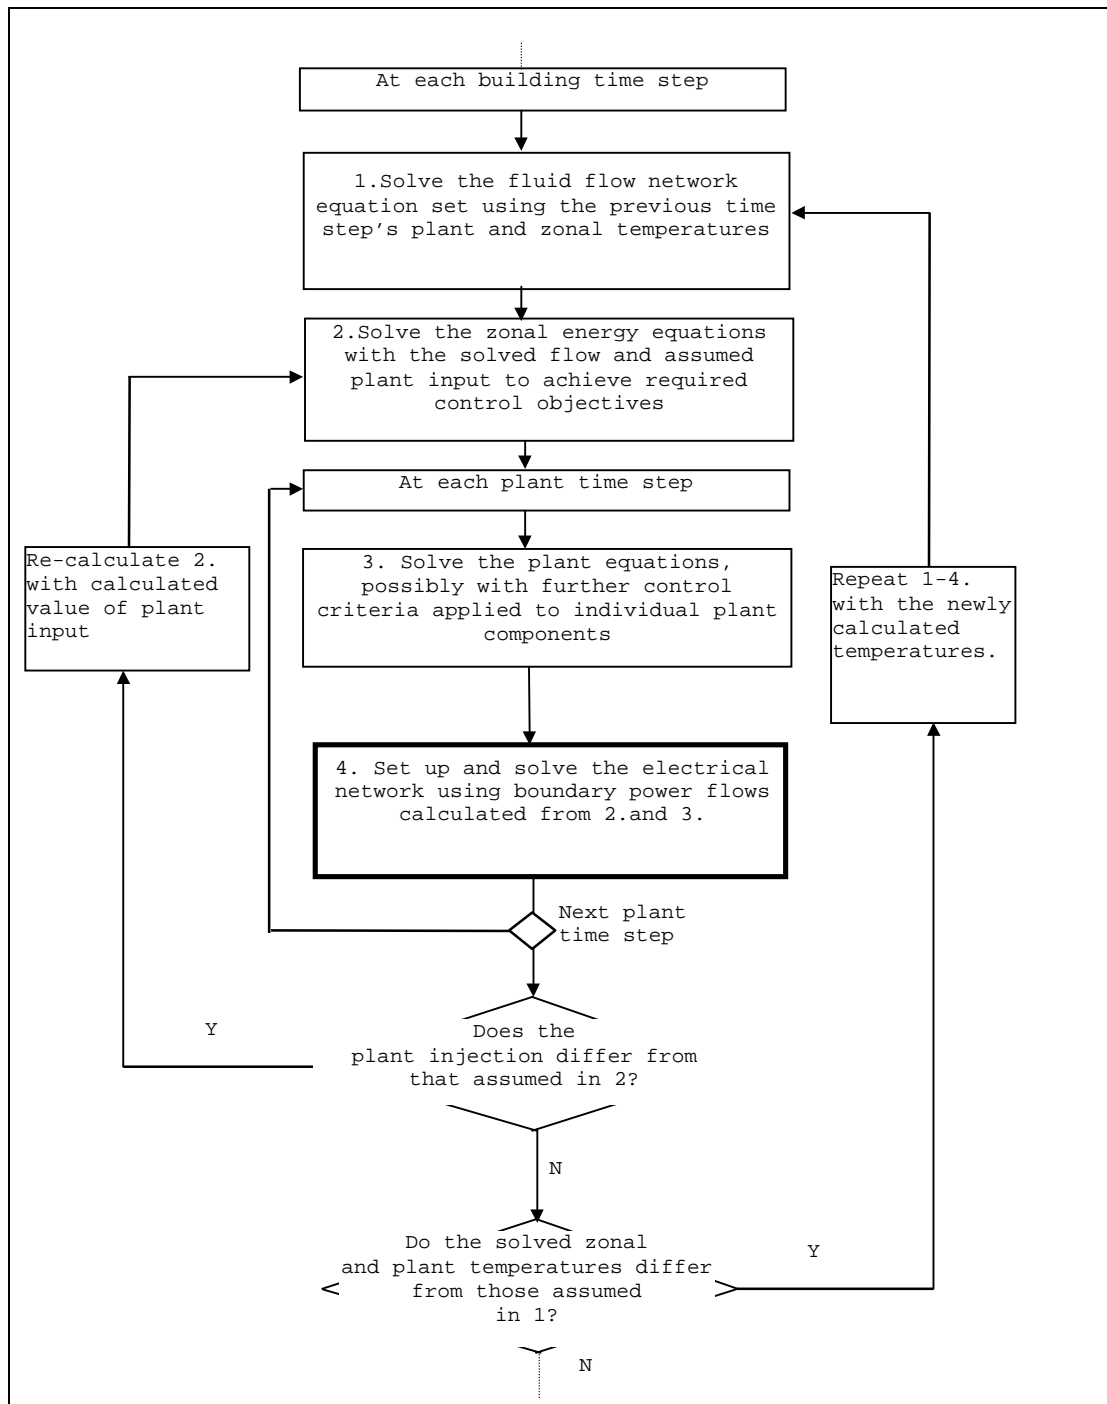 At each building time step
1.Solve the fluid flow network
equation set using the previous time
step's plant and zonal temperatures
2.Solve the zonal energy equations
with the solved flow and assumed
plant input to achieve required
control objectives
At each plant time step
Re-calculate 2.
with calculated
value of plant
input
3. Solve the plant equations,
possibly with further control
criteria applied to individual plant
components
Repeat 1-4.
with the newly
calculated
temperatures.
4. Set up and solve the electrical
network using boundary power flows
calculated from 2.and 3.
Next plant
time step
Y
Does the
plant injection differ from
that assumed in 2?
N
Do the solved zonal
and plant temperatures differ
from those assumed
in 1?
Y
N